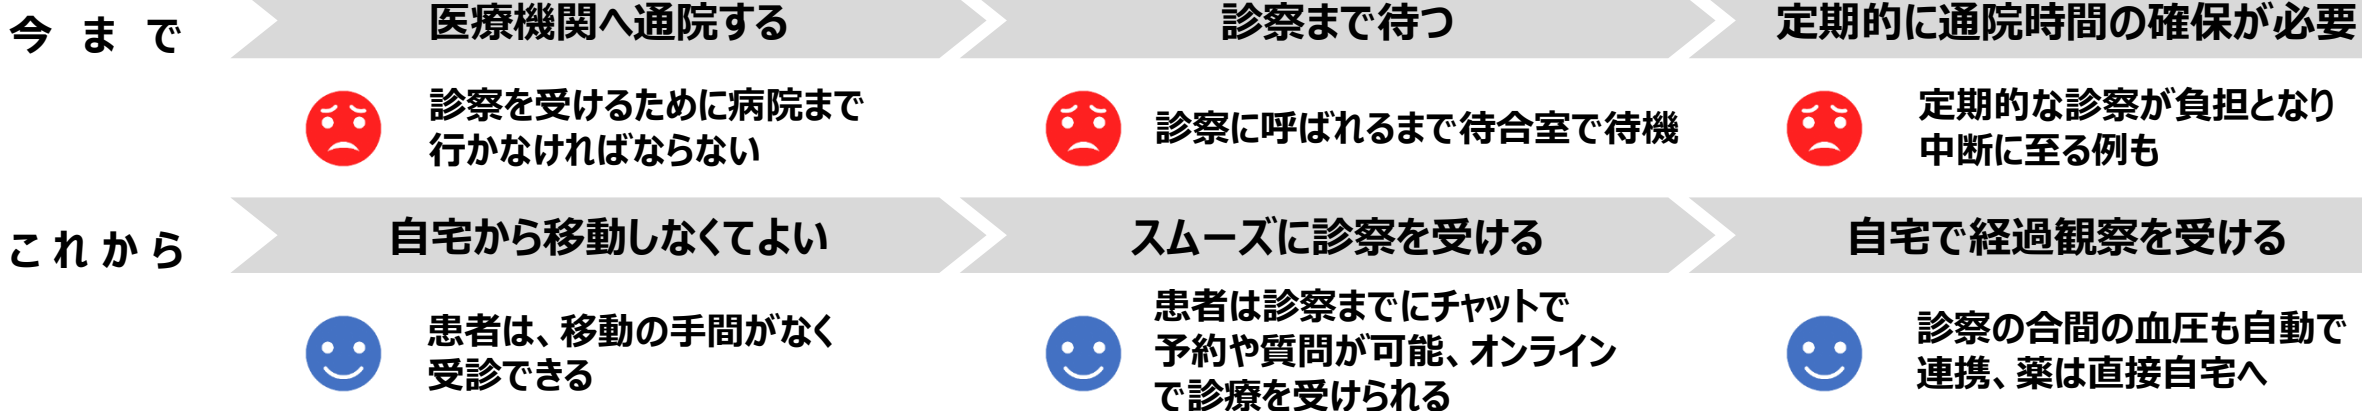 今まで
医療機関へ通院する
診察まで待つ
定期的に通院時間の確保が必要
診察を受けるために病院まで
行かなければならない
診察に呼ばれるまで待合室で待機
定期的な診察が負担となり
中断に至る例も
これから
自宅から移動しなくてよい
スムーズに診察を受ける
自宅で経過観察を受ける
患者は、移動の手間がなく
受診できる
患者は診察までにチャットで
予約や質問が可能、オンライン
で診療を受けられる
診察の合間の血圧も自動で
連携、薬は直接自宅へ